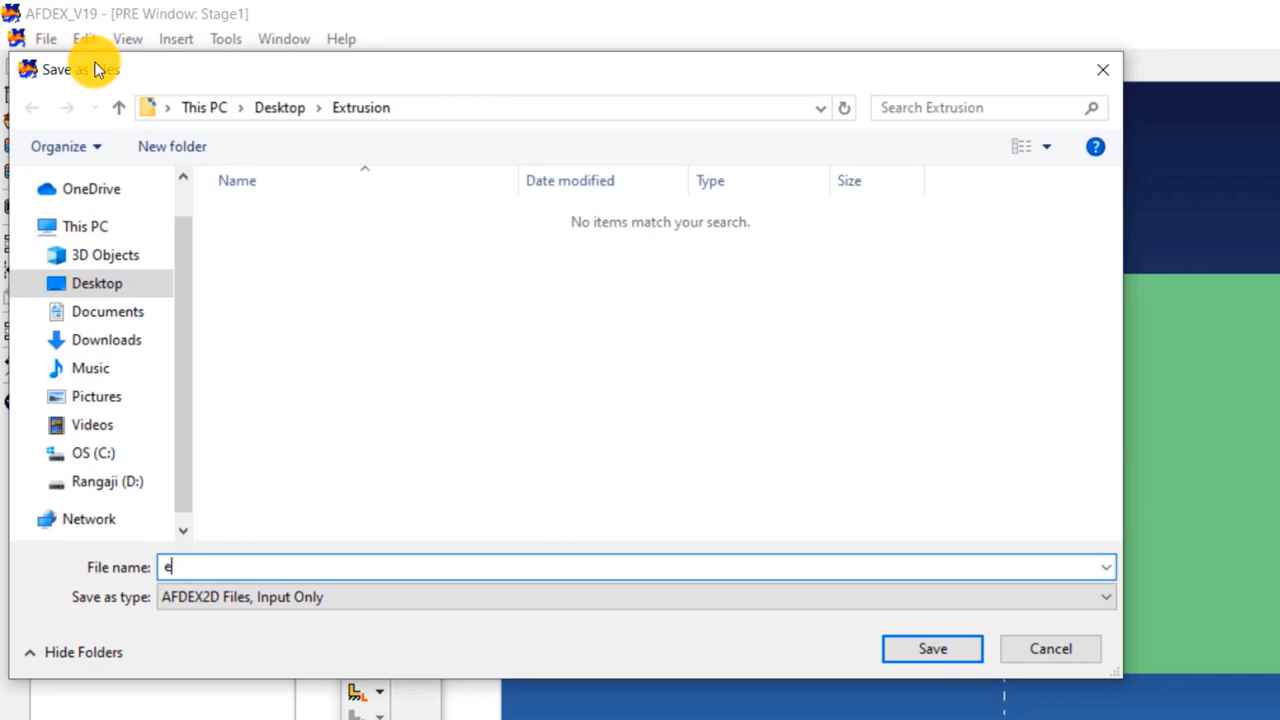 AFDEX_V19 - [PRE Window: Stage1]
File Edit View Insert Tools Window Help
Save as Files
This PC > Desktop > Extrusion
Search Extrusion
Organize
New folder
Name
Date modified
Type
Size
No items match your search.
OneDrive
This PC
3D Objects
Desktop
Documents
Downloads
Music
Pictures
Videos
OS (C:)
Rangaji (D:)
Network
File name: e
Save as type: AFDEX2D Files, Input Only
Hide Folders
Save
Cancel